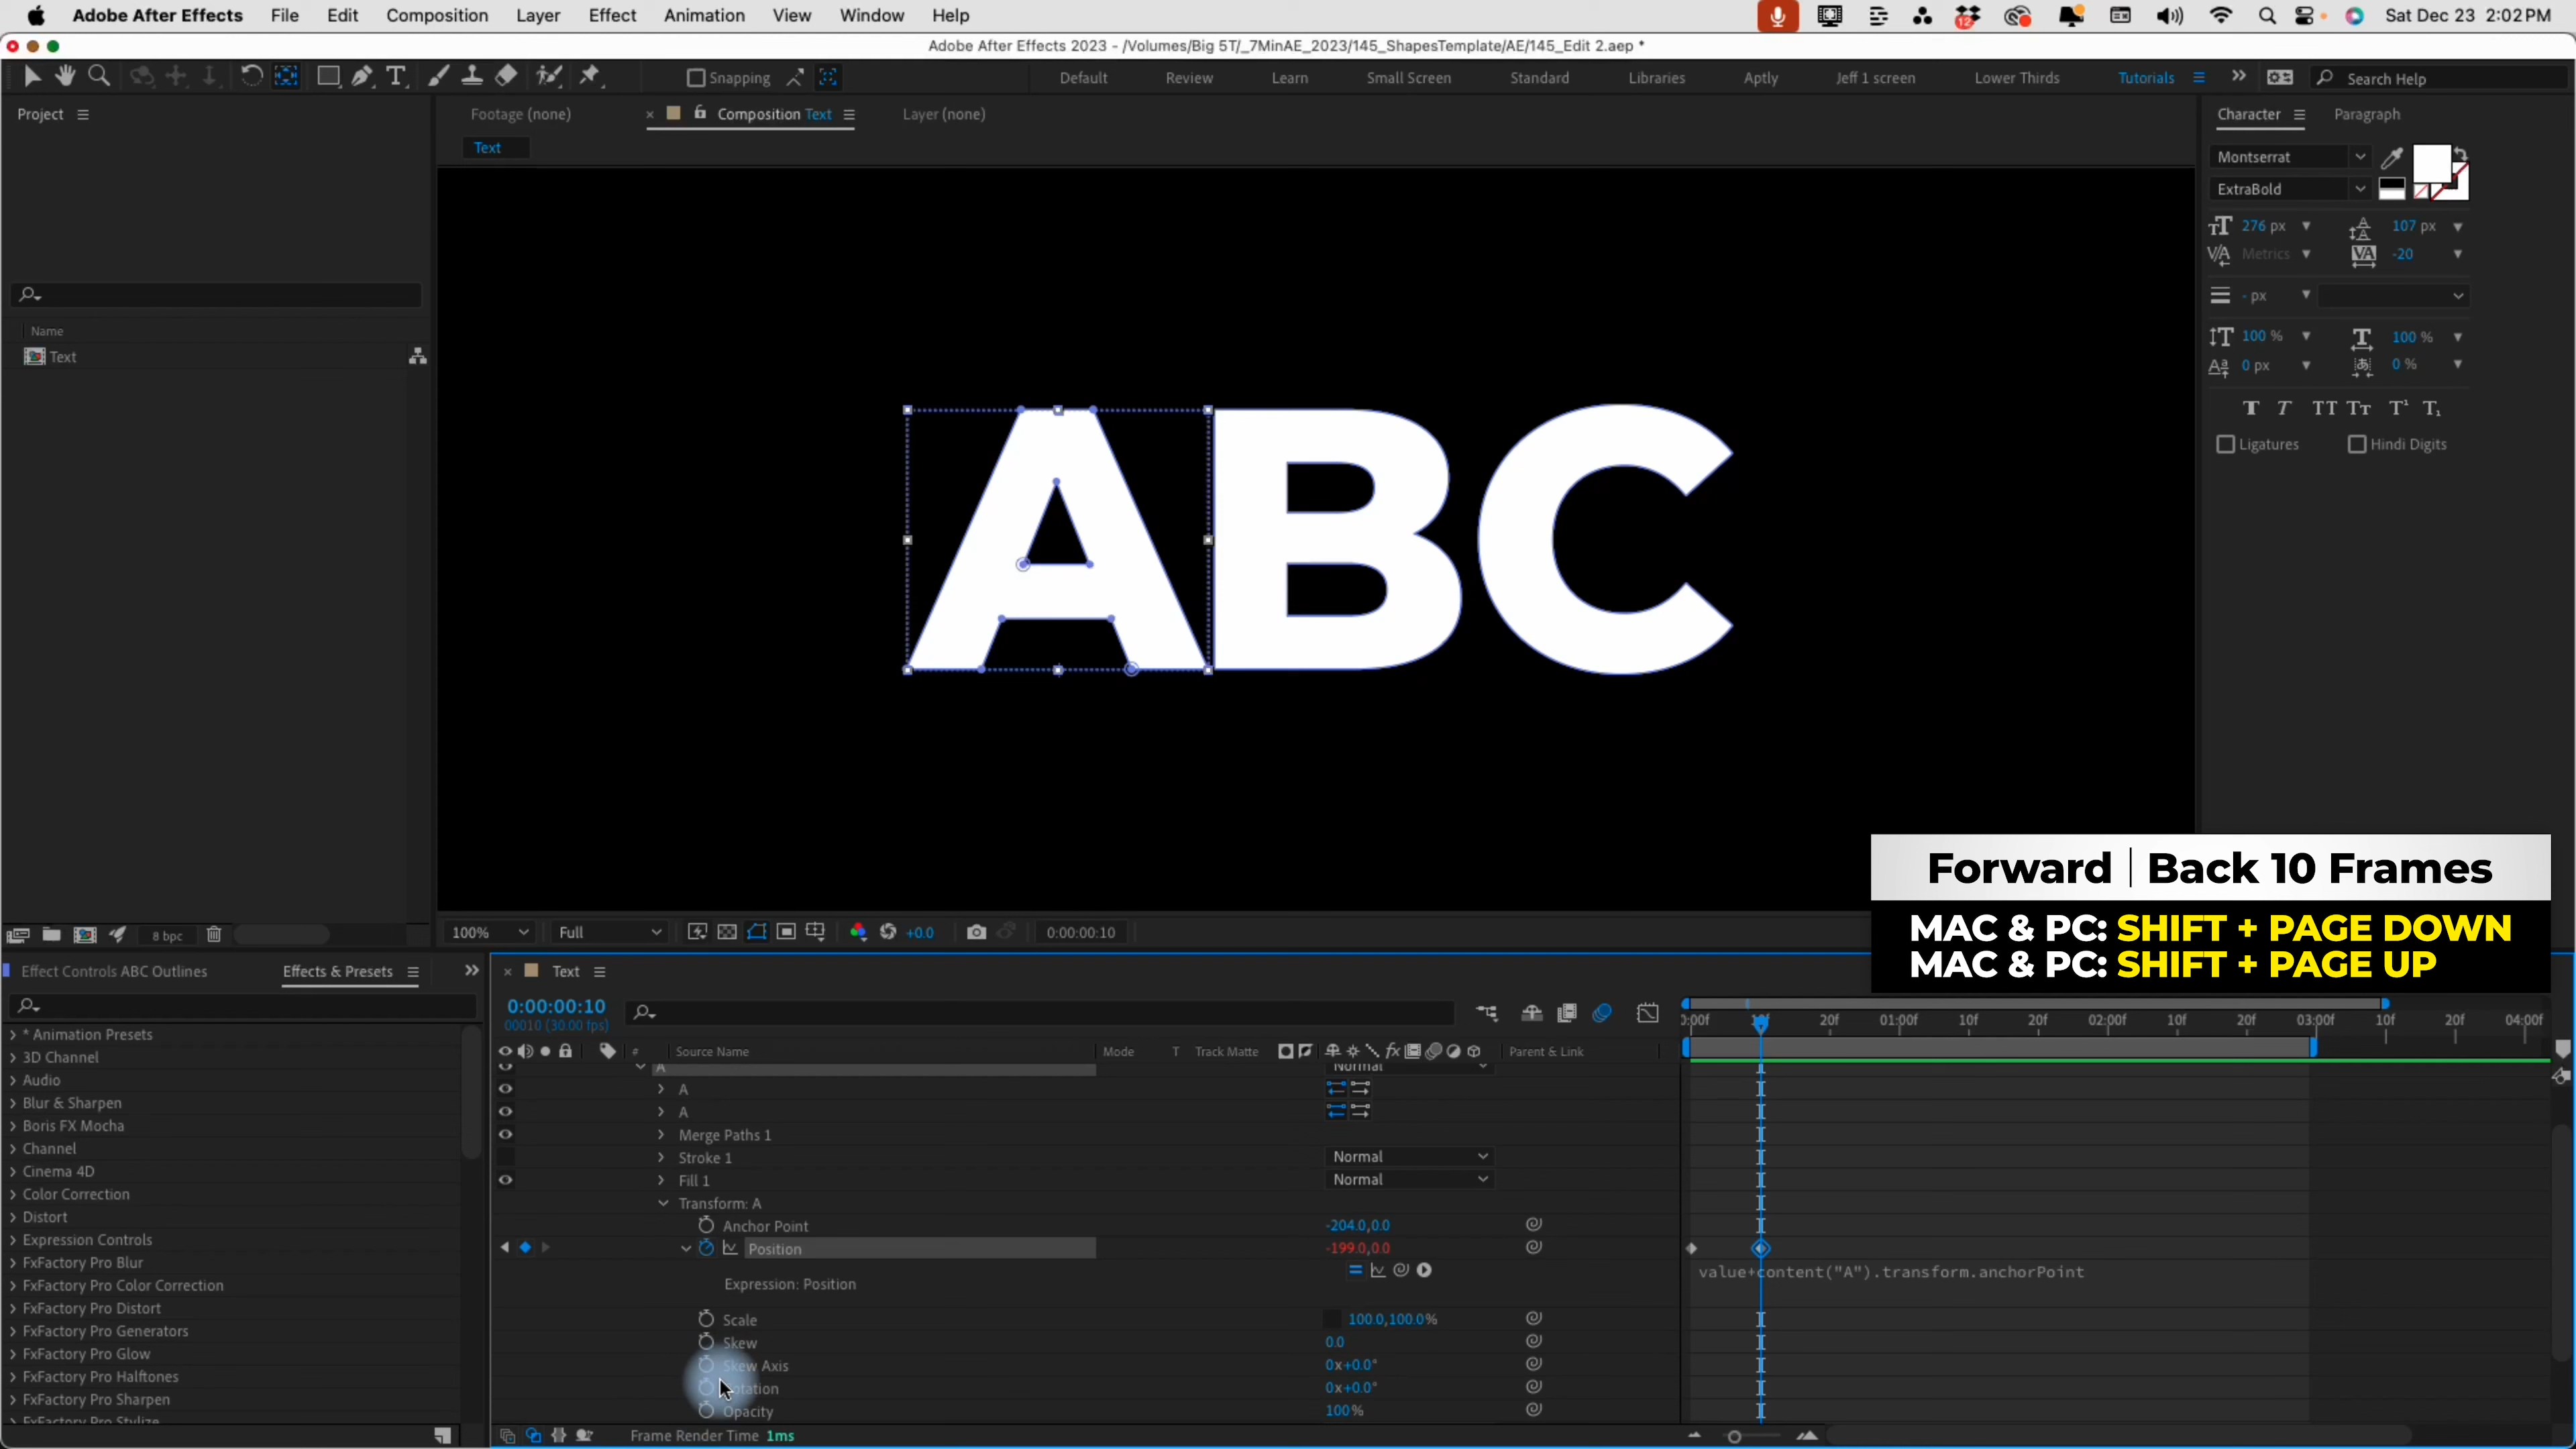 Adobe After Effects File Edit Composition Layer Effect Animation View Window Help 12 Sat Dec 23 2:02 PM
Adobe After Effects 2023 - /Volumes/Big 5T/_7MinAE_2023/145_ShapesTemplate/AE/145_Edit 2.aep *
Snapping Default Review Learn Small Screen Standard Libraries Aptly Jeff 1 screen Lower Thirds Tutorials Search Help
Project Footage (none) Composition Text Layer (none) Character Paragraph
Text
Montserrat
ExtraBold
276 px 107 px
Metrics -20
- px
Name
Text
100 % 100 %
0 px 0 %
Ligatures Hindi Digits
ABC
Forward | Back 10 Frames
MAC & PC: SHIFT + PAGE DOWN
MAC & PC: SHIFT + PAGE UP
8 bpc 100% Full +0.0 0:00:00:10
Effect Controls ABC Outlines Effects & Presets Text
0:00:00:10
00010 (30.00 fps)
0:00f 20f 01:00f 10f 20f 02:00f 10f 20f 03:00f 10f 20f 04:00f
# Source Name Mode T Track Matte Parent & Link
* Animation Presets
3D Channel
Audio
Blur & Sharpen
Boris FX Mocha
Channel
Cinema 4D
Color Correction
Distort
Expression Controls
FxFactory Pro Blur
FxFactory Pro Color Correction
FxFactory Pro Distort
FxFactory Pro Generators
FxFactory Pro Glow
FxFactory Pro Halftones
FxFactory Pro Sharpen
FxFactory Pro Stylize
A Normal
A
A
Merge Paths 1
Stroke 1 Normal
Fill 1 Normal
Transform: A
Anchor Point -204.0,0.0
Position -199.0,0.0
Expression: Position value+content("A").transform.anchorPoint
Scale 100.0,100.0%
Skew 0.0
Skew Axis 0x+0.0°
Rotation 0x+0.0°
Opacity 100%
Frame Render Time 1ms